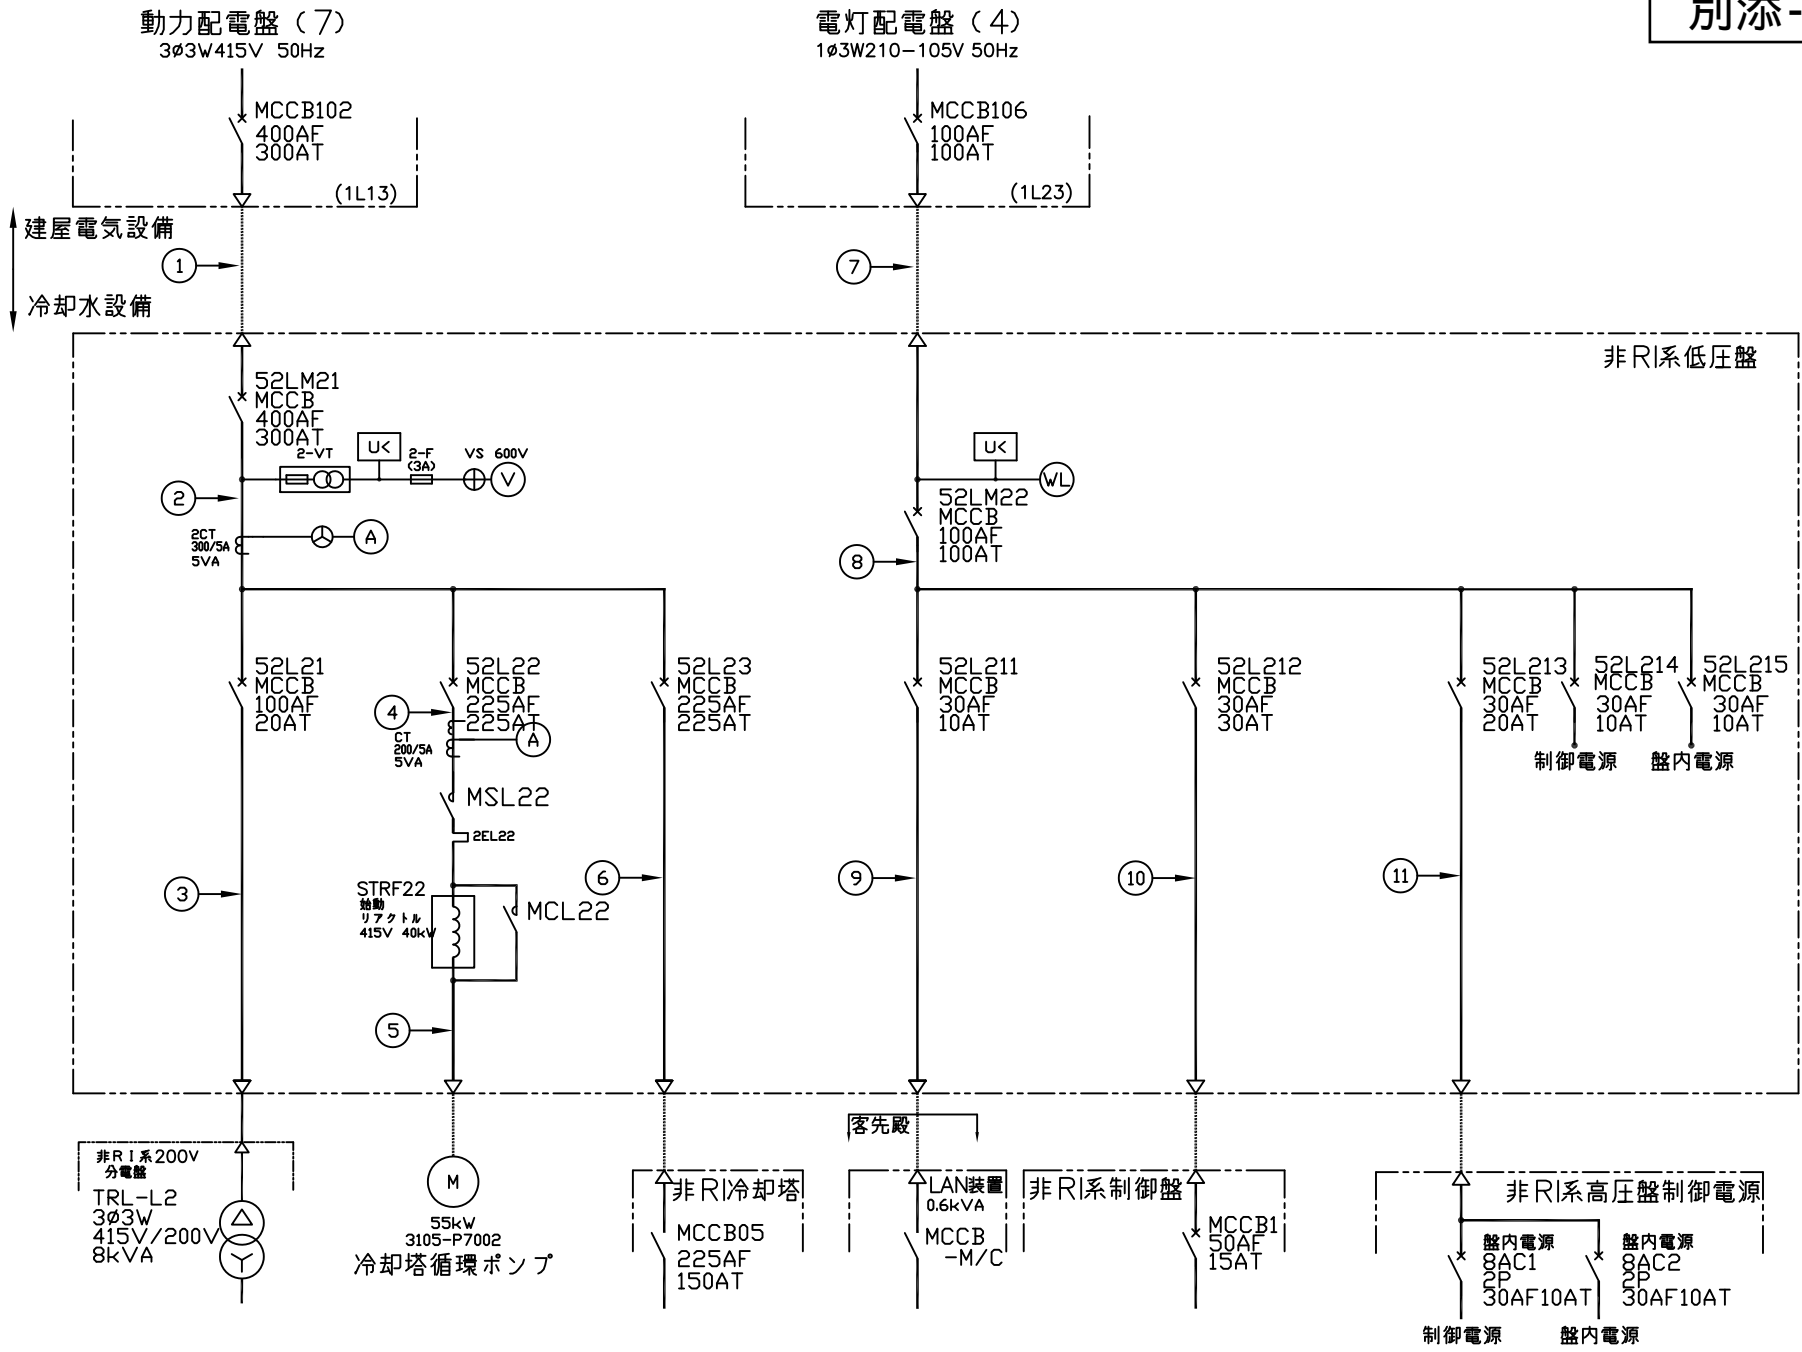 別添-
動力配電盤（7）
3ø3W415V 50Hz
電灯配電盤（4）
1ø3W210-105V 50Hz
MCCB102
400AF
300AT
(1L13)
MCCB106
100AF
100AT
(1L23)
建屋電気設備
冷却水設備
1
7
非RI系低圧盤
52LM21
MCCB
400AF
300AT
2-VT
U<
2-F
(3A)
VS 600V
V
2
2CT
300/5A
5VA
A
U<
WL
52LM22
MCCB
100AF
100AT
8
52L21
MCCB
100AF
20AT
52L22
MCCB
225AF
225AT
52L23
MCCB
225AF
225AT
52L211
MCCB
30AF
10AT
52L212
MCCB
30AF
30AT
52L213
MCCB
30AF
20AT
52L214
MCCB
30AF
10AT
52L215
MCCB
30AF
10AT
制御電源
盤内電源
4
CT
200/5A
5VA
A
MSL22
2EL22
3
STRF22
始動
リアクトル
415V 40kW
MCL22
5
6
9
10
11
客先殿
非RI系200V
分電盤
TRL-L2
3ø3W
415V/200V
8kVA
M
55kW
3105-P7002
冷却塔循環ポンプ
非RI冷却塔
MCCB05
225AF
150AT
LAN装置
0.6kVA
MCCB
-M/C
非RI系制御盤
MCCB1
50AF
15AT
非RI系高圧盤制御電源
盤内電源
8AC1
2P
30AF10AT
盤内電源
8AC2
2P
30AF10AT
制御電源
盤内電源